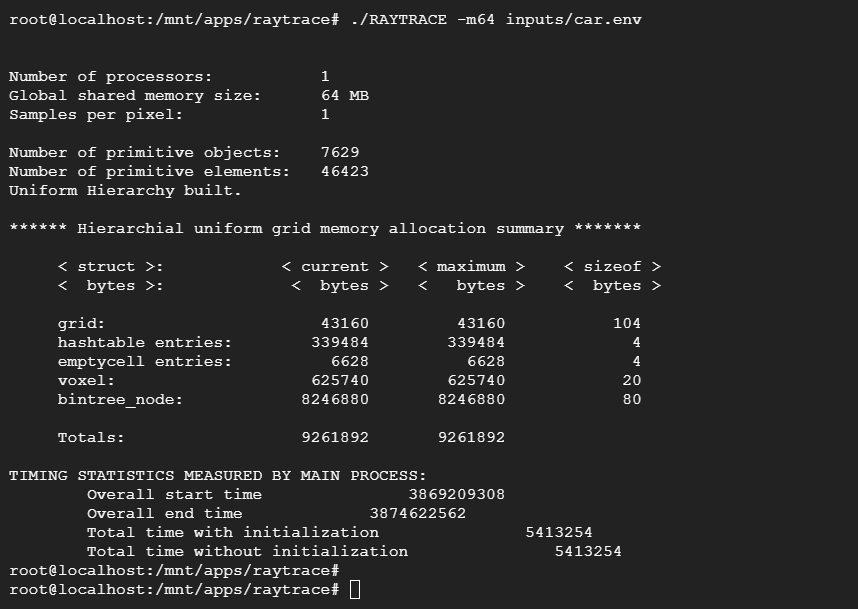 root@localhost:/mnt/apps/raytrace# ./RAYTRACE -m64 inputs/car.env
Number of processors: 1
Global shared memory size: 64 MB
Samples per pixel: 1
Number of primitive objects: 7629
Number of primitive elements: 46423
Uniform Hierarchy built.
****** Hierarchial uniform grid memory allocation summary *******
< struct >: < current > < maximum > < sizeof >
< bytes >: < bytes > < bytes > < bytes >
grid: 43160 43160 104
hashtable entries: 339484 339484 4
emptycell entries: 6628 6628 4
voxel: 625740 625740 20
bintree_node: 8246880 8246880 80
Totals: 9261892 9261892
TIMING STATISTICS MEASURED BY MAIN PROCESS:
Overall start time 3869209308
Overall end time 3874622562
Total time with initialization 5413254
Total time without initialization 5413254
root@localhost:/mnt/apps/raytrace#
root@localhost:/mnt/apps/raytrace#